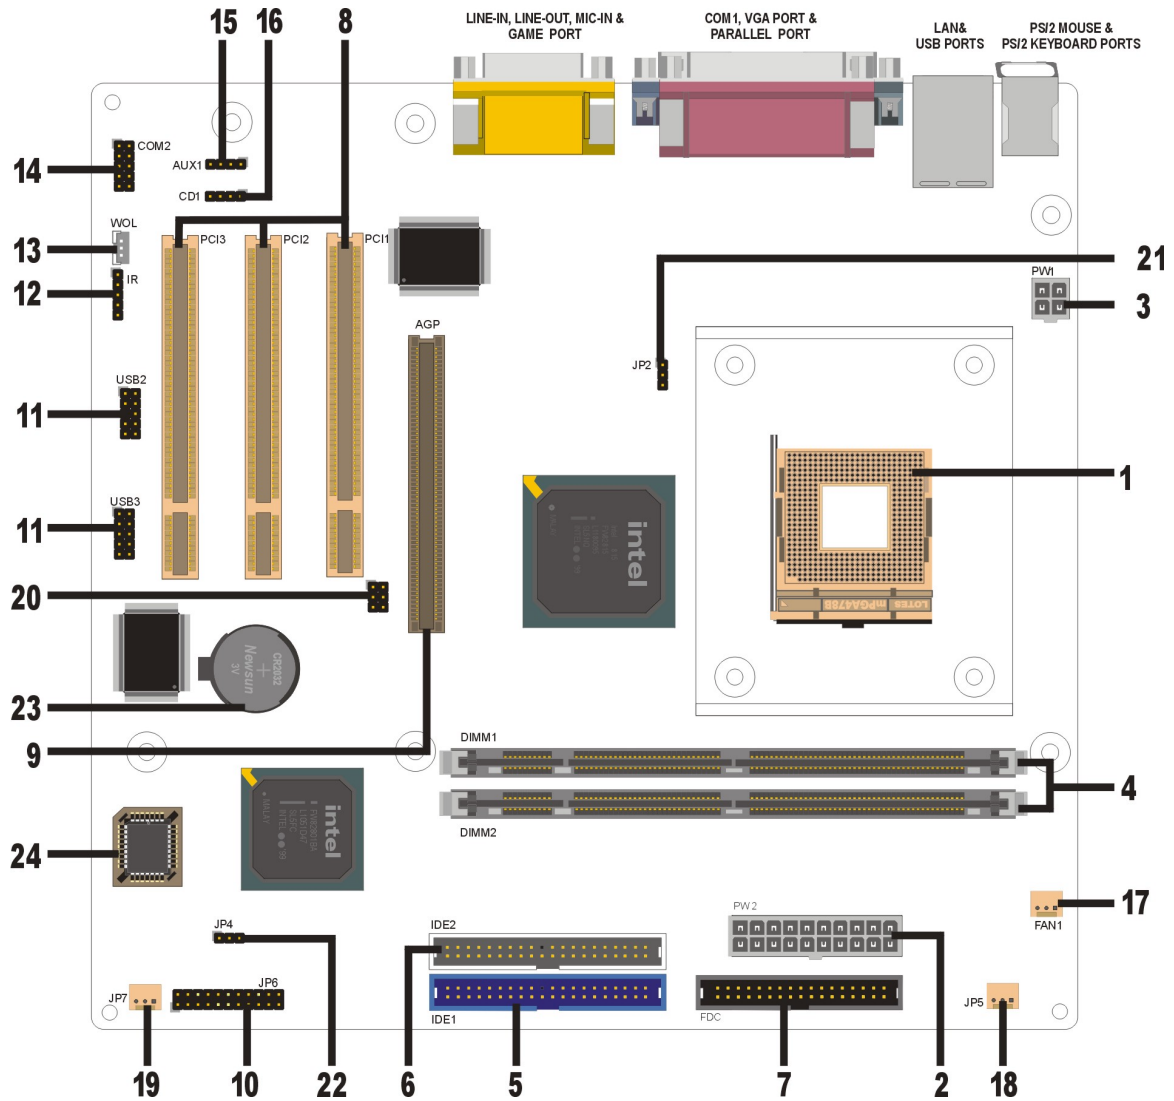 15
16
8
LINE-IN, LINE-OUT, MIC-IN &
GAME PORT
COM1, VGA PORT &
PARALLEL PORT
LAN&
USB PORTS
PS/2 MOUSE &
PS/2 KEYBOARD PORTS
COM2
14
AUX1
CD1
WOL
13
PCI3
PCI2
PCI1
21
IR
12
PW1
3
AGP
JP2
USB2
11
1
USB3
11
intel
20
LOTES
mPGA478B
CR2032
Newsun
3V
23
9
DIMM1
4
DIMM2
intel
24
PW2
17
FAN1
JP4
IDE2
JP7
JP6
IDE1
FDC
JP5
19
10
22
6
5
7
2
18